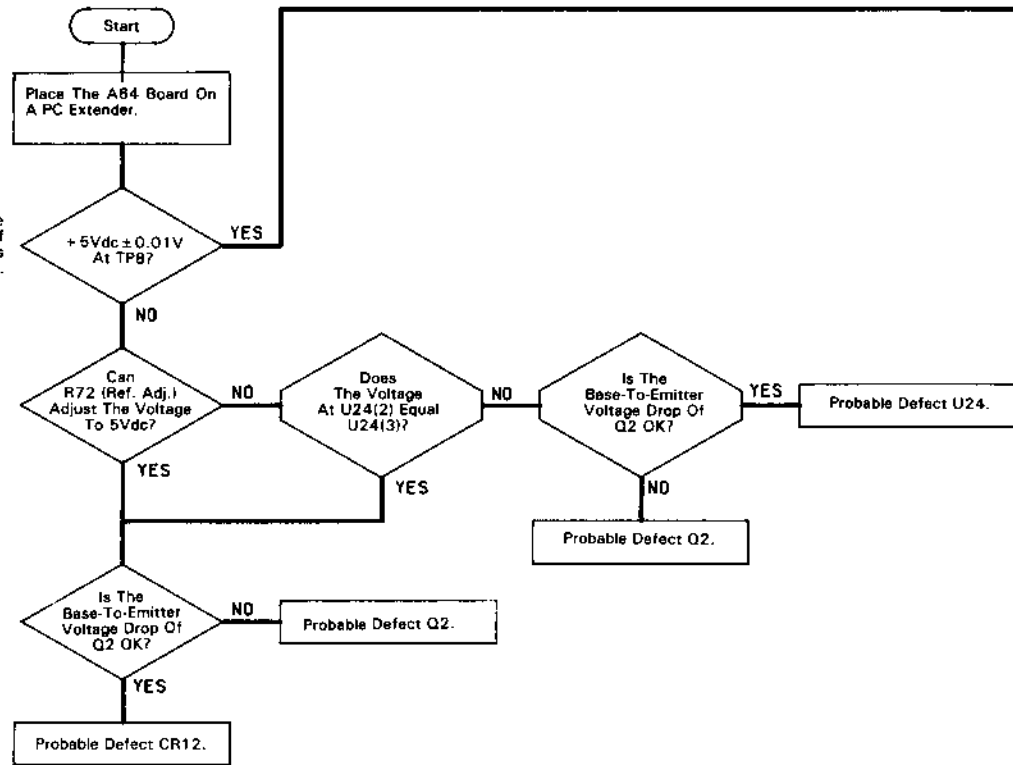 Start
Place The A64 Board On
A PC Extender.
+5Vdc±0.01V
At TP8?
YES
NO
Can
R72 (Ref. Adj.)
Adjust The Voltage
To 5Vdc?
NO
YES
Does
The Voltage
At U24(2) Equal
U24(3)?
NO
YES
Is The
Base-To-Emitter
Voltage Drop Of
Q2 OK?
YES
Probable Defect U24.
NO
Probable Defect Q2.
Is The
Base-To-Emitter
Voltage Drop Of
Q2 OK?
NO
Probable Defect Q2.
YES
Probable Defect CR12.